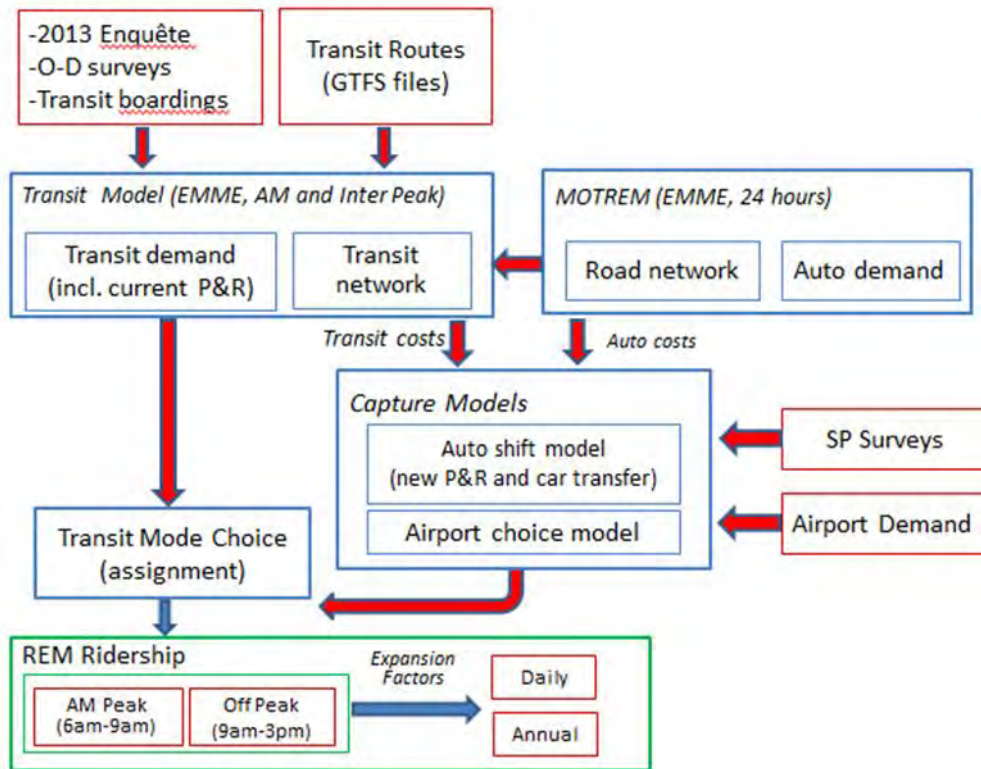 -2013 Enquête
-O-D surveys
-Transit boardings
Transit Routes
(GTFS files)
Transit Model (EMME, AM and Inter Peak)
Transit demand
(incl. current P&R)
Transit
network
MOTREM (EMME, 24 hours)
Road network
Auto demand
Transit costs
Auto costs
Capture Models
Auto shift model
(new P&R and car transfer)
Airport choice model
SP Surveys
Airport Demand
Transit Mode Choice
(assignment)
REM Ridership
AM Peak
(6am-9am)
Off Peak
(9am-3pm)
Expansion
Factors
Daily
Annual